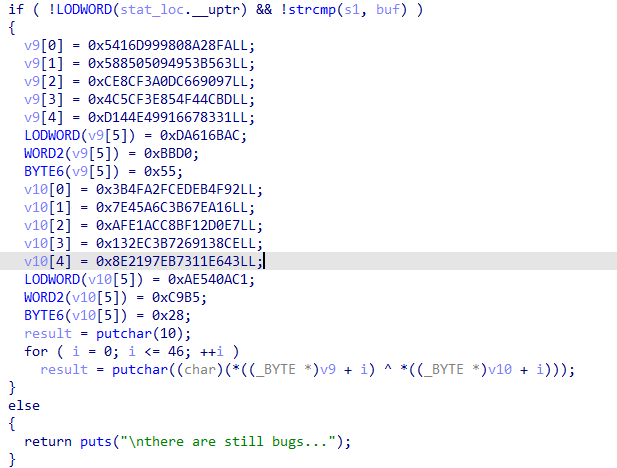 if ( !LODWORD(stat_loc.__uptr) && !strcmp(s1, buf) )
{
v9[0] = 0x5416D999808A28FALL;
v9[1] = 0x588505094953B563LL;
v9[2] = 0xCE8CF3A0DC669097LL;
v9[3] = 0x4C5CF3E854F44CBDLL;
v9[4] = 0xD144E49916678331LL;
LODWORD(v9[5]) = 0xDA616BAC;
WORD2(v9[5]) = 0xBBD0;
BYTE6(v9[5]) = 0x55;
v10[0] = 0x3B4FA2FCEDEB4F92LL;
v10[1] = 0x7E45A6C3B67EA16LL;
v10[2] = 0xAFE1ACC8BF12D0E7LL;
v10[3] = 0x132EC3B7269138CELL;
v10[4] = 0x8E2197EB7311E643LL;
LODWORD(v10[5]) = 0xAE540AC1;
WORD2(v10[5]) = 0xC9B5;
BYTE6(v10[5]) = 0x28;
result = putchar(10);
for ( i = 0; i <= 46; ++i )
result = putchar((char)(*((_BYTE *)v9 + i) ^ *((_BYTE *)v10 + i)));
}
else
{
return puts("\nthere are still bugs...");
}